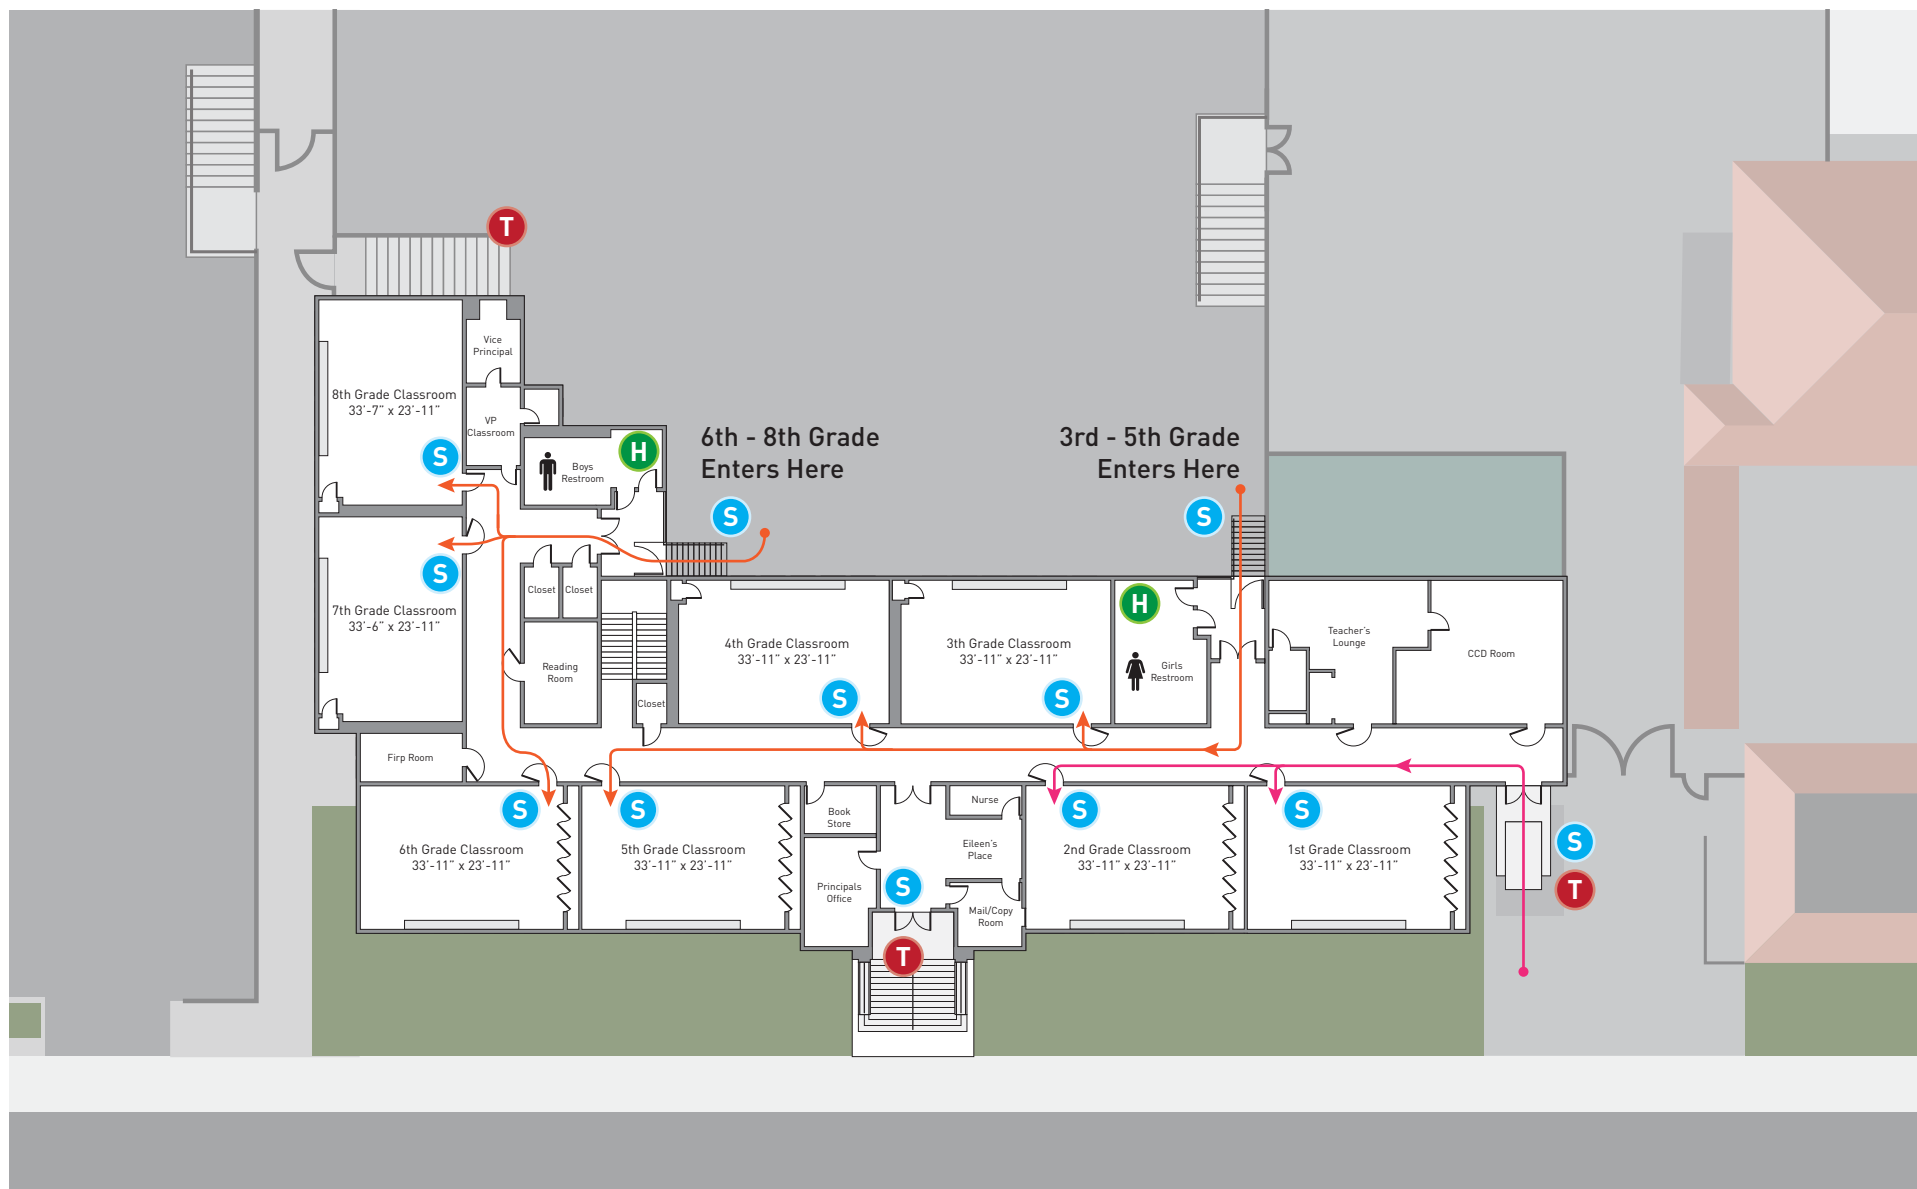 T
Vice
Principal
8th Grade Classroom
33'-7" x 23'-11"
VP
Classroom
S
H
Boys
Restroom
6th - 8th Grade
Enters Here
S
3rd - 5th Grade
Enters Here
S
S
7th Grade Classroom
33'-6" x 23'-11"
Closet
Closet
Reading
Room
Closet
4th Grade Classroom
33'-11" x 23'-11"
S
3th Grade Classroom
33'-11" x 23'-11"
S
H
Girls
Restroom
Teacher's
Lounge
CCD Room
Firp Room
S
6th Grade Classroom
33'-11" x 23'-11"
S
5th Grade Classroom
33'-11" x 23'-11"
Book
Store
Principals
Office
S
T
Nurse
Eileen's
Place
Mail/Copy
Room
S
2nd Grade Classroom
33'-11" x 23'-11"
S
1st Grade Classroom
33'-11" x 23'-11"
S
T